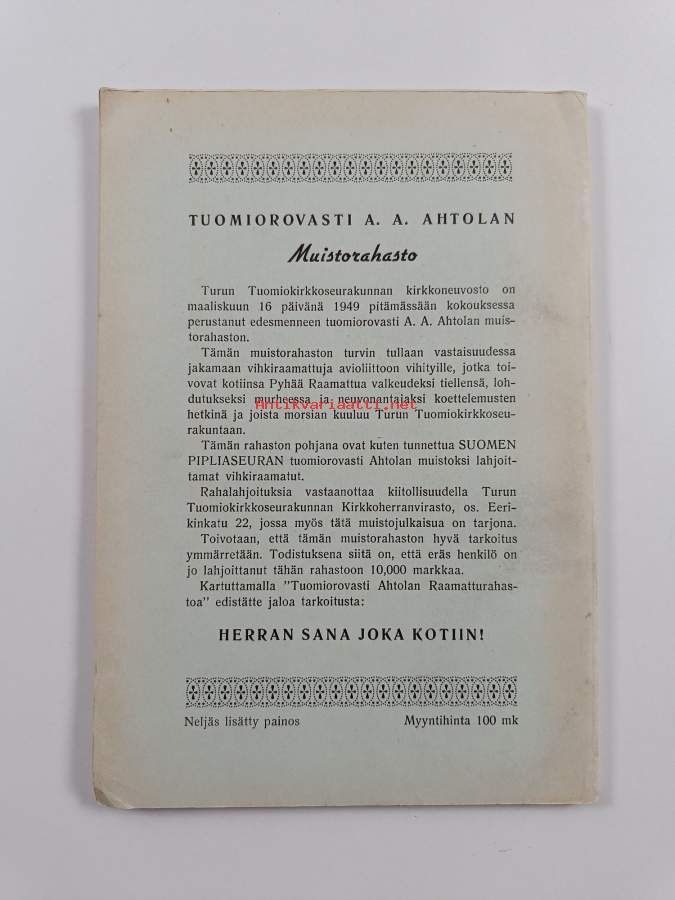 TUOMIOROVASTI A. A. AHTOLAN
Muistorahasto
Turun Tuomiokirkkoseurakunnan kirkkoneuvosto on
maaliskuun 16 päivänä 1949 pitämässään kokouksessa
perustanut edesmenneen tuomiorovasti A. A. Ahtolan muis-
torahaston.
Tämän muistorahaston turvin tullaan vastaisuudessa
jakamaan vihkiraamattuja avioliittoon vihityille, jotka toi-
vovat kotiinsa Pyhää Raamattua valkeudeksi tiellensä, loh-
dutukseksi murheessa ja neuvonantajaksi koettelemusten
Antikvariaatti.net
hetkinä ja joista morsian kuuluu Turun Tuomiokirkkoseu-
rakuntaan.
Tämän rahaston pohjana ovat kuten tunnettua SUOMEN
PIPLIASEURAN tuomiorovasti Ahtolan muistoksi lahjoit-
tamat vihkiraamatut.
Rahalahjoituksia vastaanottaa kiitollisuudella Turun
Tuomiokirkkoseurakunnan Kirkkoherranvirasto, os. Eeri-
kinkatu 22, jossa myös tätä muistojulkaisua on tarjona.
Toivotaan, että tämän muistorahaston hyvä tarkoitus
ymmärretään. Todistuksena siitä on, että eräs henkilö on
jo lahjoittanut tähän rahastoon 10,000 markkaa.
Kartuttamalla "Tuomiorovasti Ahtolan Raamatturahas-
toa" edistätte jaloa tarkoitusta:
HERRAN SANA JOKA KOTIIN!
Neljäs lisätty painos Myyntihinta 100 mk